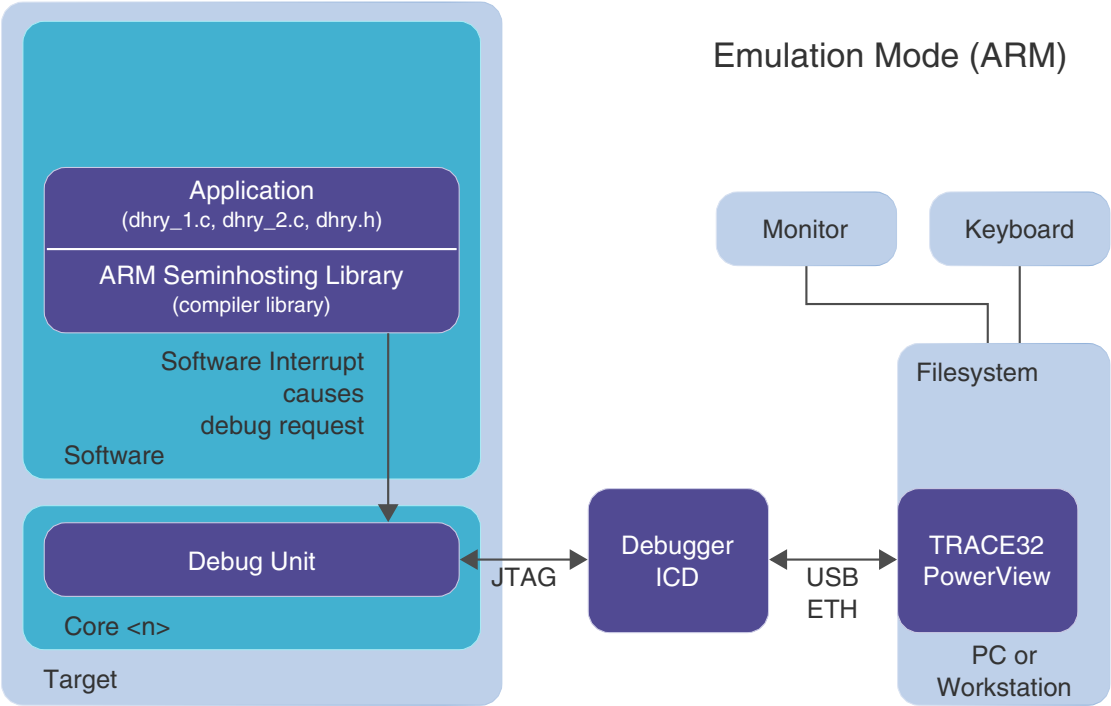 Emulation Mode (ARM)
Application
(dhry_1.c, dhry_2.c, dhry.h)
ARM Seminhosting Library
(compiler library)
Software Interrupt
causes
debug request
Software
Debug Unit
Core <n>
Target
JTAG
Debugger
ICD
USB
ETH
Monitor
Keyboard
Filesystem
TRACE32
PowerView
PC or
Workstation